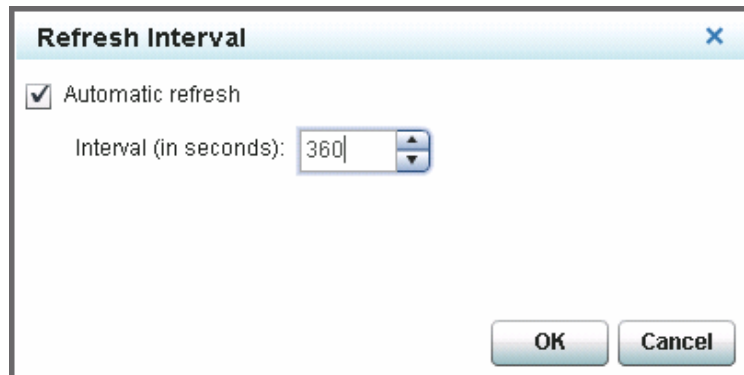 Refresh Interval
Automatic refresh
Interval (in seconds): 360
OK Cancel